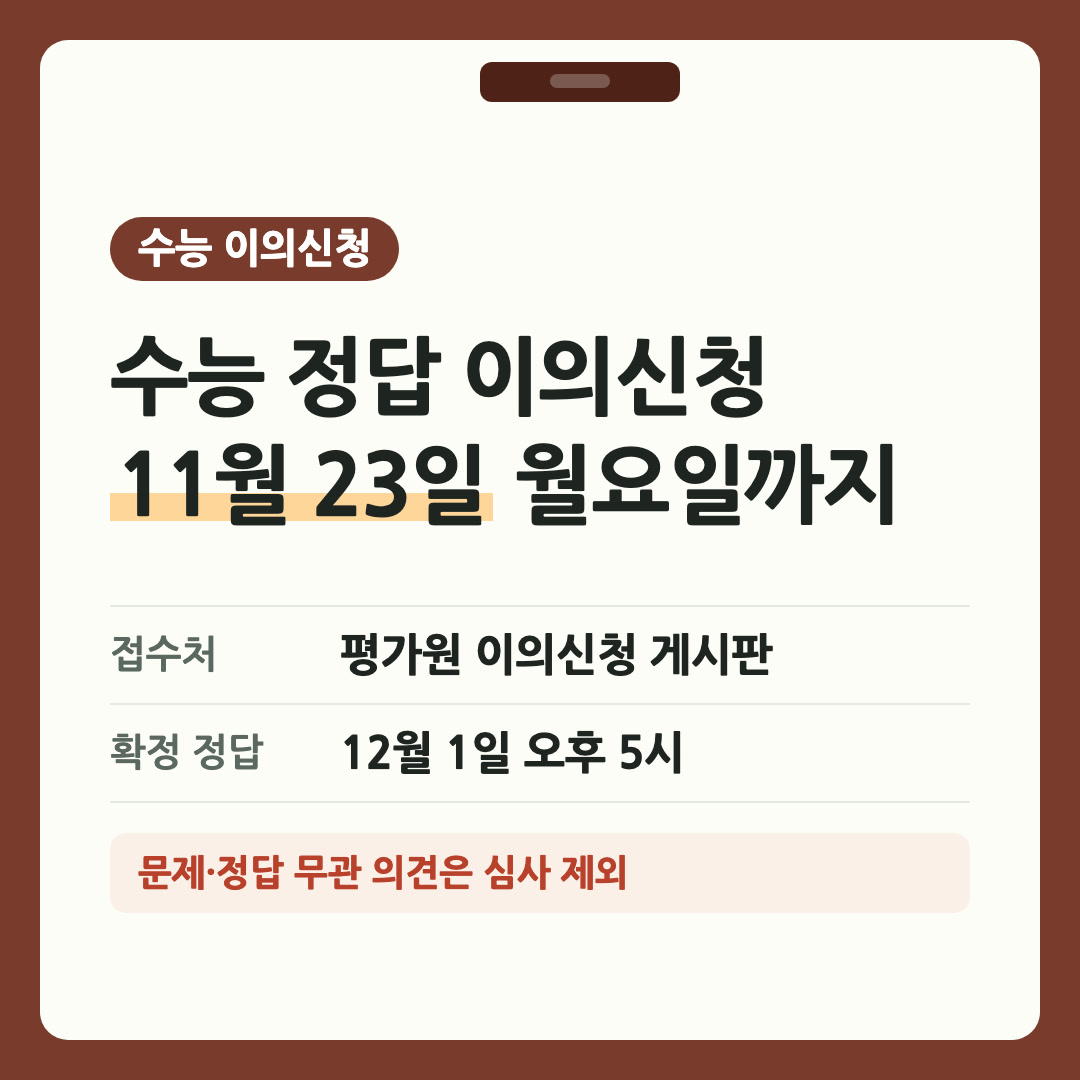 수능 이의신청
수능 정답 이의신청
11월 23일 월요일까지
접수처 평가원 이의신청 게시판
확정 정답 12월 1일 오후 5시
문제·정답 무관 의견은 심사 제외